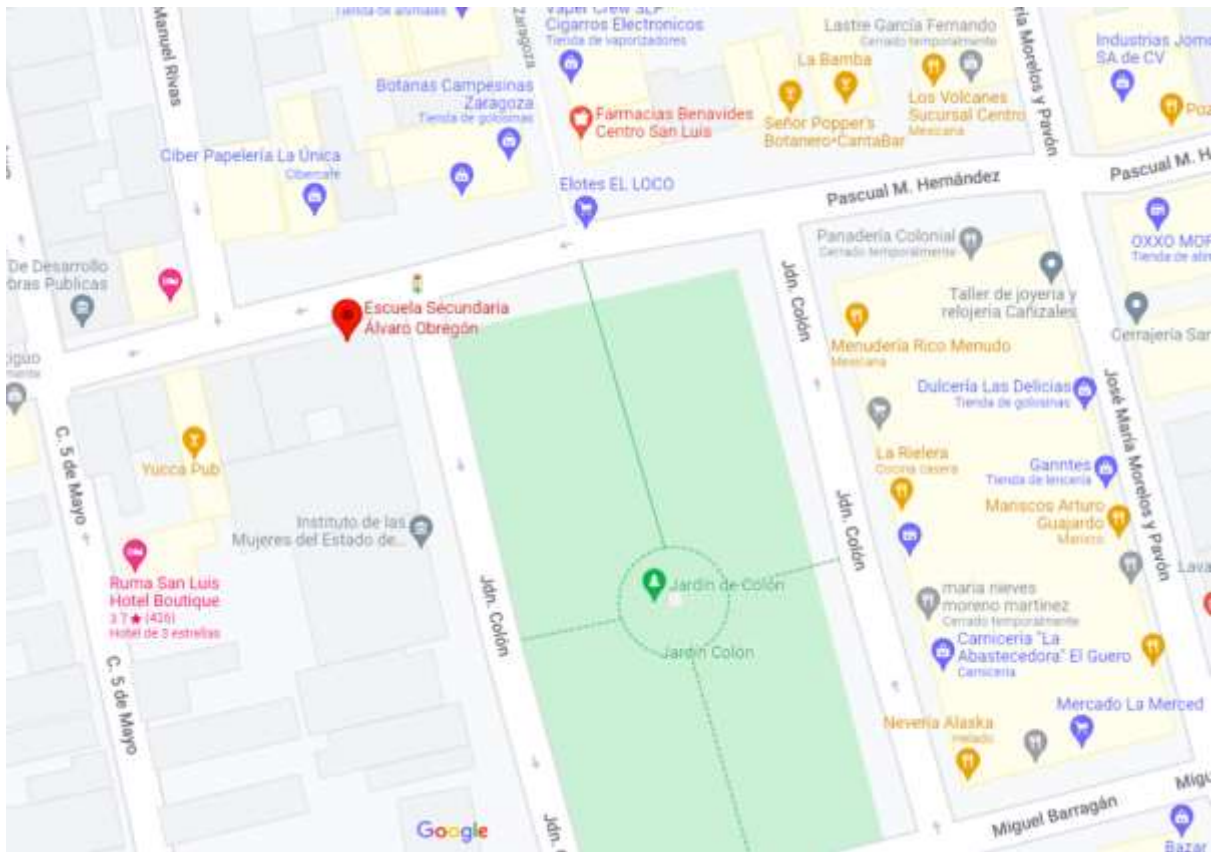 Tienda de animales
Manuel Rivas
Zaragoza
Vaper Crew SLP
Cigarros Electronicos
Tienda de vaporizadores
Lastre García Fernando
Cerrado temporalmente
Morelos y Pavón
Industrias
SA de CV
Botanas Campesinas
Zaragoza
Tienda de golosinas
La Bamba
Los Volcanes
Sucursal Centro
Mexicana
Farmacias Benavides
Centro San Luis
Señor Popper's
Botanero-CantaBar
Ciber Papelería La Única
Cibercafé
Elotes EL LOCO
Pascual M. Hernández
Pascual M. H
Panadería Colonial
Cerrado temporalmente
OXXO MOR
De Desarrollo
bras Publicas
Jdn. Colón
Escuela Secundaria
Álvaro Obregón
Taller de joyería y
relojería Cañizales
Cerrajería San
Menudería Rico Menudo
Mexicana
Dulcería Las Delicias
Tienda de golosinas
José María Morelos y Pavón
C. 5 de Mayo
Yucca Pub
La Rielera
Cocina casera
Ganntes
Tienda de lencería
Mariscos Arturo
Guajardo
Marisco
Instituto de las
Mujeres del Estado de...
Jdn. Colón
Ruma San Luis
Hotel Boutique
3.7★(426)
Hotel de 3 estrellas
Jdn. Colón
Jardín de Colón
Jardín Colón
maria nieves
moreno martinez
Cerrado temporalmente
Carnicería "La
Abastecedora" El Guero
Carnicería
C. 5 de Mayo
Mercado La Merced
Nevería Alaska
Helado
Google
Jdn. C
Miguel Barragán
Migu
Bazar